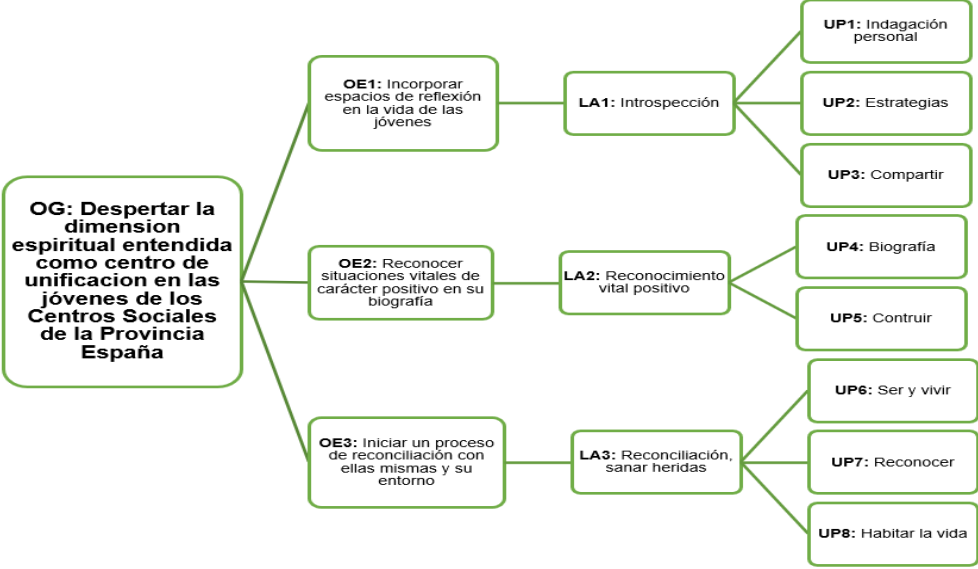 OG: Despertar la
dimension
espiritual entendida
como centro de
unificacion en las
jóvenes de los
Centros Sociales
de la Provincia
España
OE1: Incorporar
espacios de reflexión
en la vida de las
jóvenes
LA1: Introspección
UP1: Indagación
personal
UP2: Estrategias
UP3: Compartir
OE2: Reconocer
situaciones vitales de
carácter positivo en su
biografía
LA2: Reconocimiento
vital positivo
UP4: Biografía
UP5: Contruir
OE3: Iniciar un proceso
de reconciliación con
ellas mismas y su
entorno
LA3: Reconciliación,
sanar heridas
UP6: Ser y vivir
UP7: Reconocer
UP8: Habitar la vida